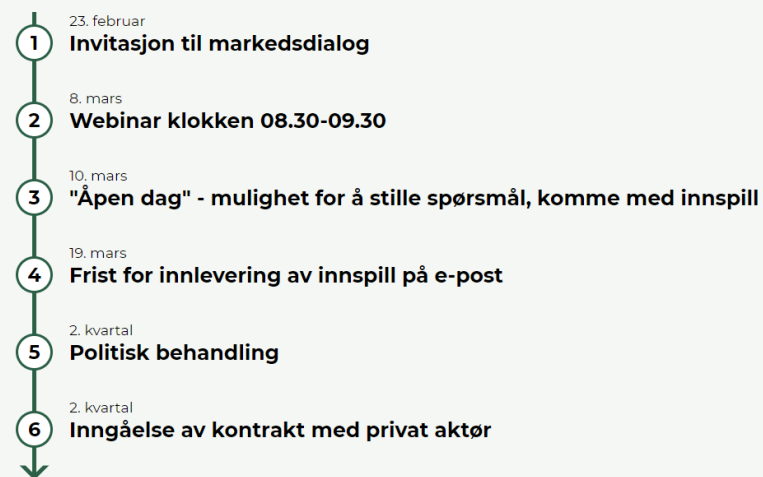 23. februar
1
Invitasjon til markedsdialog
8. mars
2
Webinar klokken 08.30-09.30
10. mars
3
"Åpen dag" - mulighet for å stille spørsmål, komme med innspill
19. mars
4
Frist for innlevering av innspill på e-post
2. kvartal
5
Politisk behandling
2. kvartal
6
Inngåelse av kontrakt med privat aktør